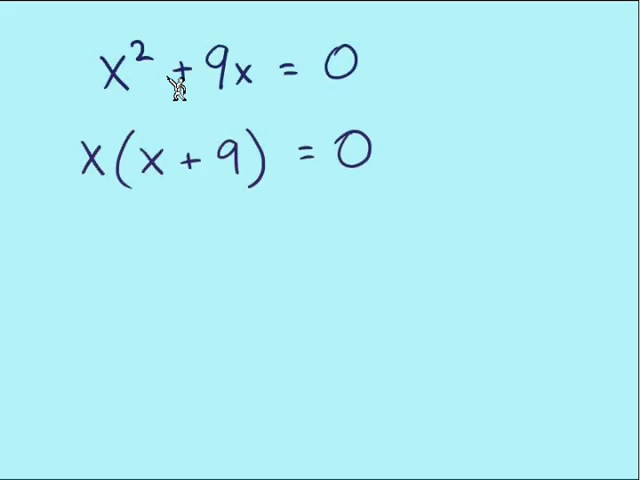 x² + 9x = 0
x(x + 9) = 0